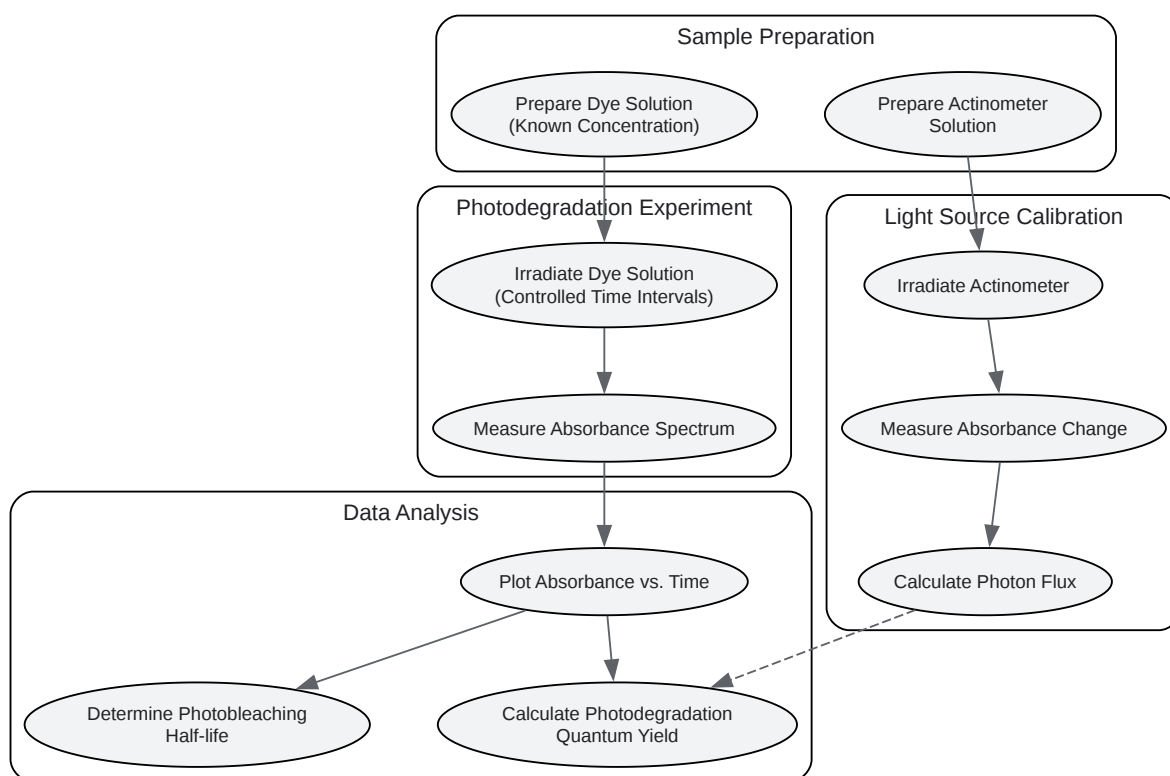 Sample Preparation
Prepare Dye Solution
(Known Concentration)
Prepare Actinometer
Solution
Photodegradation Experiment
Irradiate Dye Solution
(Controlled Time Intervals)
Measure Absorbance Spectrum
Light Source Calibration
Irradiate Actinometer
Measure Absorbance Change
Calculate Photon Flux
Data Analysis
Plot Absorbance vs. Time
Determine Photobleaching
Half-life
Calculate Photodegradation
Quantum Yield